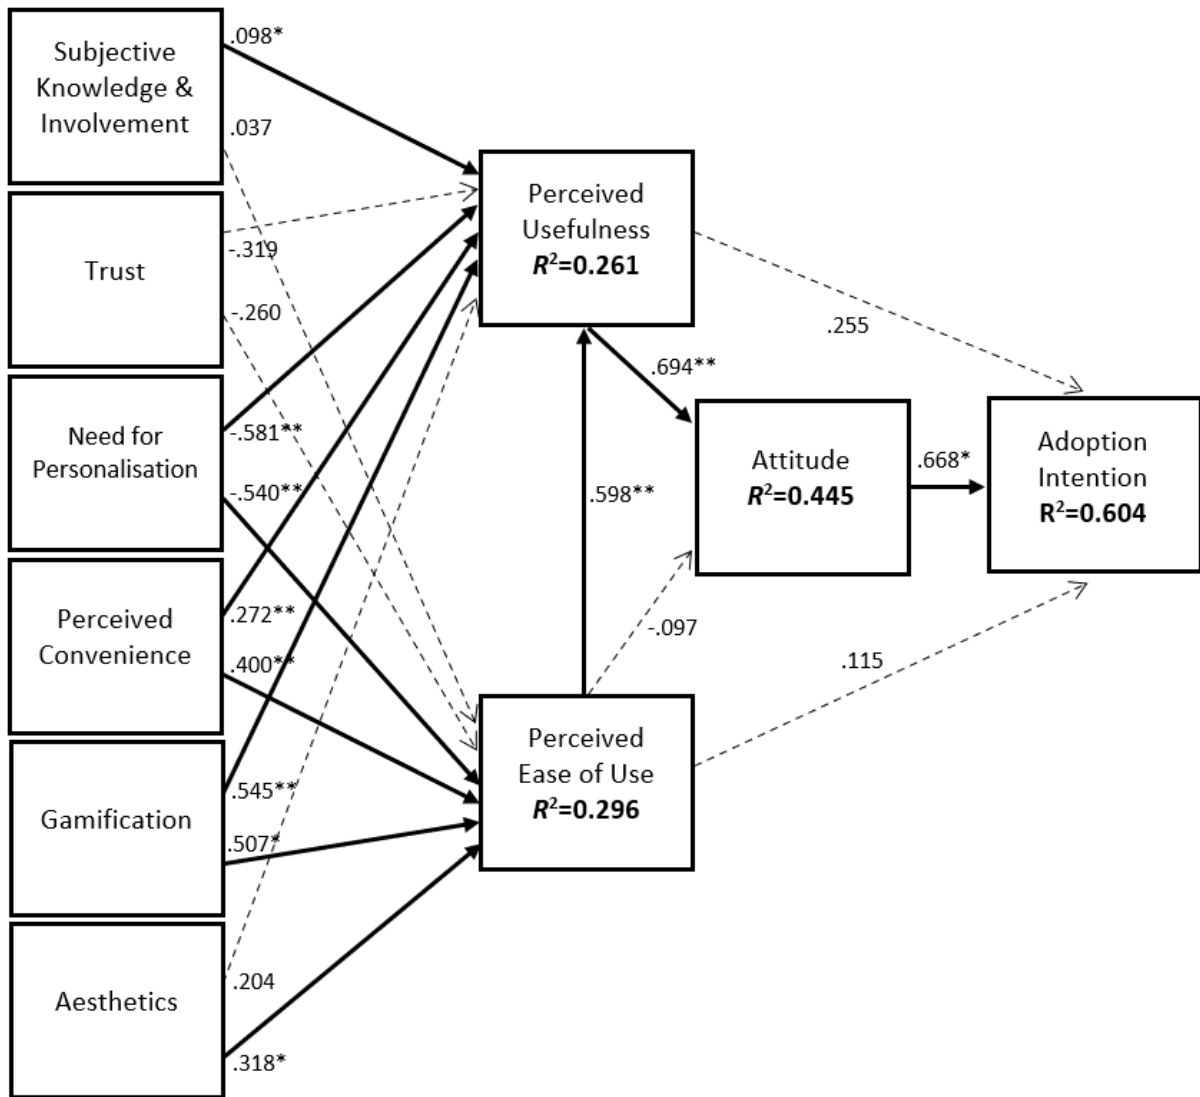 Subjective
Knowledge &
Involvement
.098*
.037
Trust
-.319
-.260
Need for
Personalisation
-.581**
-.540**
Perceived
Convenience
.272**
.400**
Gamification
.545**
.507*
Aesthetics
.204
.318*
Perceived
Usefulness
R²=0.261
.255
.694**
.598**
Attitude
R²=0.445
.668*
Adoption
Intention
R²=0.604
-.097
.115
Perceived
Ease of Use
R²=0.296